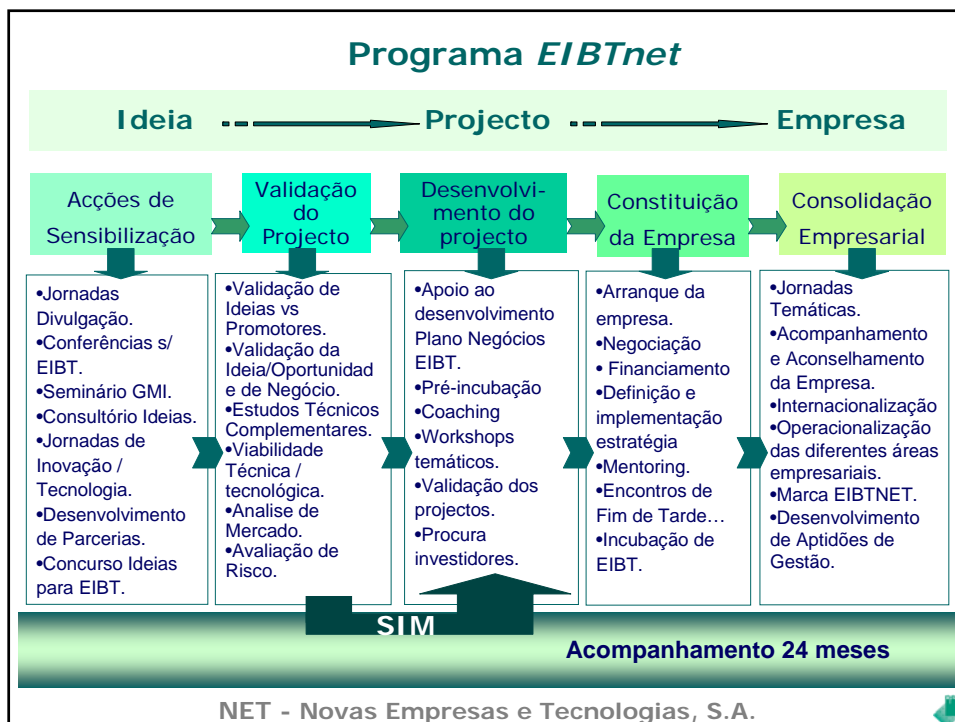 Programa EIBTnet
Ideia
Projecto
Empresa
Acções de
Sensibilização
Validação
do
Projecto
Desenvolvi-
mento do
projecto
Constituição
da Empresa
Consolidação
Empresarial
•Jornadas
Divulgação.
•Conferências s/
EIBT.
•Seminário GMI.
•Consultório Ideias.
•Jornadas de
Inovação /
Tecnologia.
•Desenvolvimento
de Parcerias.
•Concurso Ideias
para EIBT.
•Validação de
Ideias vs
Promotores.
•Validação da
Ideia/Oportunidad
e de Negócio.
•Estudos Técnicos
Complementares.
•Viabilidade
Técnica /
tecnológica.
•Analise de
Mercado.
•Avaliação de
Risco.
•Apoio ao
desenvolvimento
Plano Negócios
EIBT.
•Pré-incubação
•Coaching
•Workshops
temáticos.
•Validação dos
projectos.
•Procura
investidores.
•Arranque da
empresa.
•Negociação
• Financiamento
•Definição e
implementação
estratégia
•Mentoring.
•Encontros de
Fim de Tarde…
•Incubação de
EIBT.
•Jornadas
Temáticas.
•Acompanhamento
e Aconselhamento
da Empresa.
•Internacionalização
•Operacionalização
das diferentes áreas
empresariais.
•Marca EIBTNET.
•Desenvolvimento
de Aptidões de
Gestão.
SIM
Acompanhamento 24 meses
NET - Novas Empresas e Tecnologias, S.A.